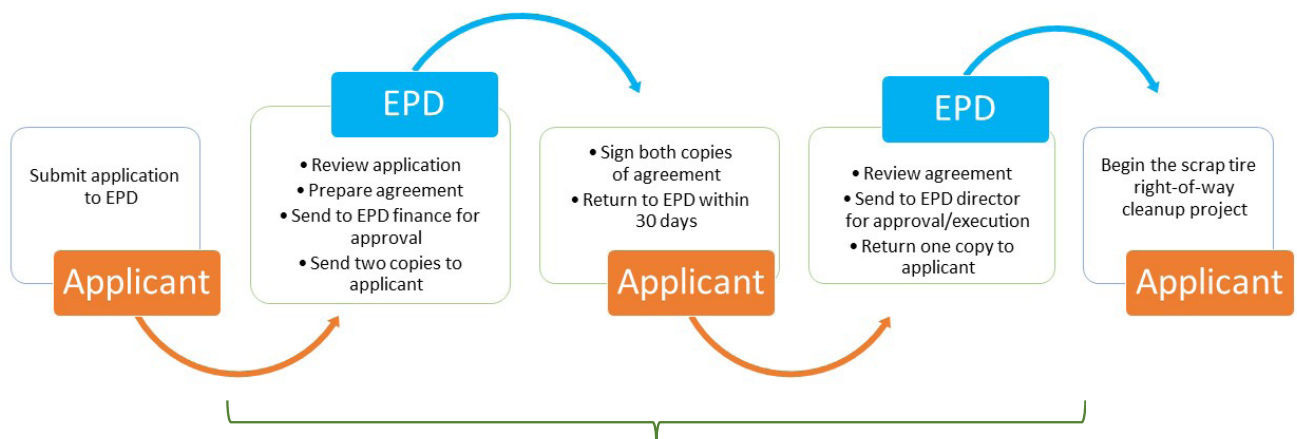 Submit application
to EPD
Applicant
EPD
• Review application
• Prepare agreement
• Send to EPD finance for
approval
• Send two copies to
applicant
• Sign both copies
of agreement
• Return to EPD within
30 days
Applicant
EPD
• Review agreement
• Send to EPD director
for approval/execution
• Return one copy to
applicant
Begin the scrap tire
right-of-way
cleanup project
Applicant